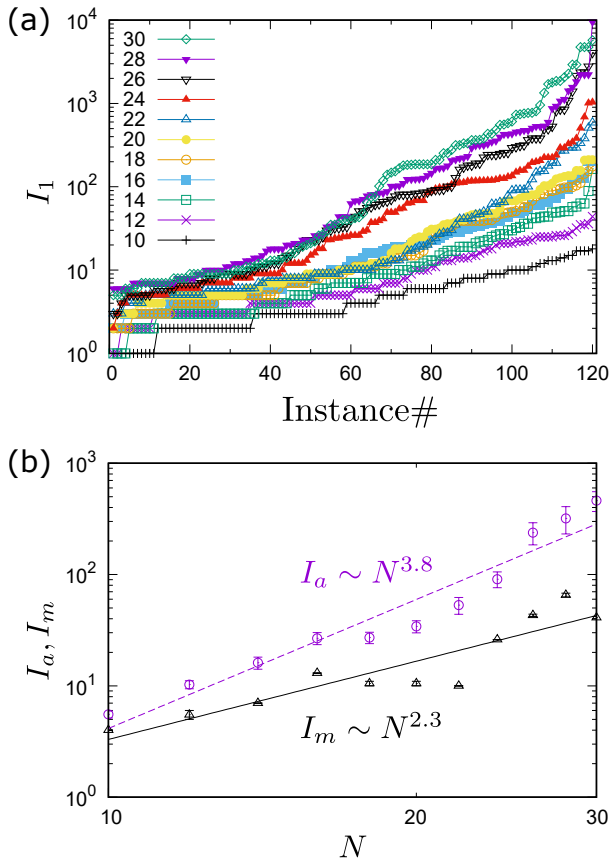 (a)
10^4
10^3
10^2
10^1
10^0
I_1
30
28
26
24
22
20
18
16
14
12
10
0 20 40 60 80 100 120
Instance#
(b)
10^3
10^2
10^1
10^0
I_a, I_m
I_a ∼ N^{3.8}
I_m ∼ N^{2.3}
10 20 30
N